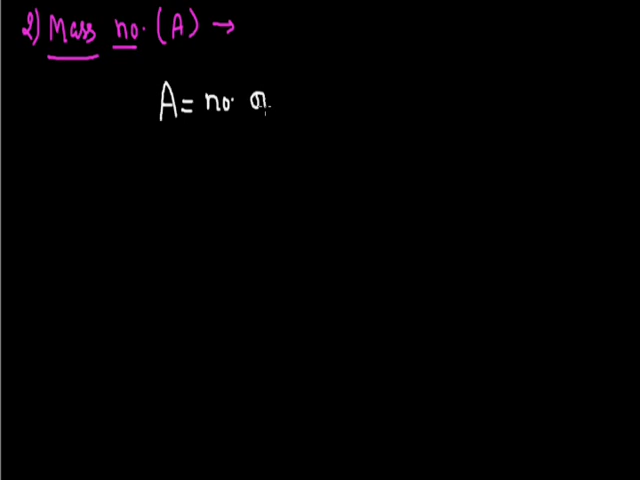 2) Mass no. (A) →
A = no.